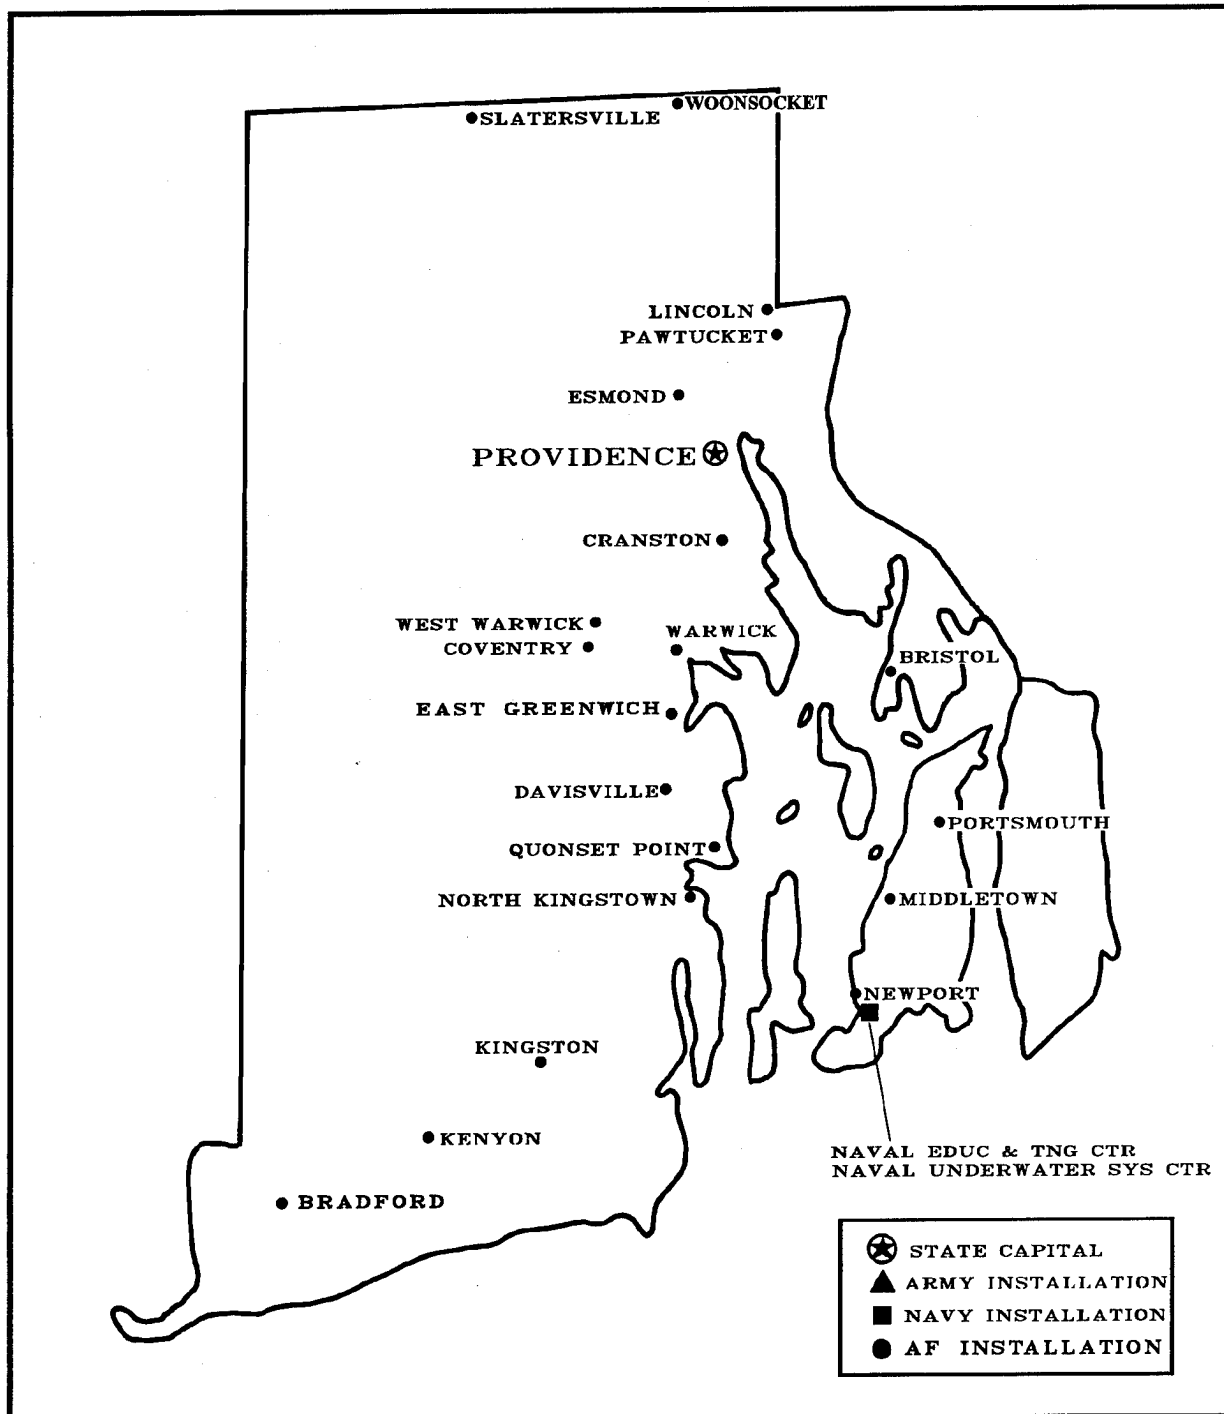 WOONSOCKET
SLATERSVILLE
LINCOLN
PAWTUCKET
ESMOND
PROVIDENCE
CRANSTON
WEST WARWICK
WARWICK
COVENTRY
BRISTOL
EAST GREENWICH
DAVISVILLE
PORTSMOUTH
QUONSET POINT
NORTH KINGSTOWN
MIDDLETOWN
NEWPORT
KINGSTON
KENYON
NAVAL EDUC & TNG CTR
NAVAL UNDERWATER SYS CTR
BRADFORD
STATE CAPITAL
ARMY INSTALLATION
NAVY INSTALLATION
AF INSTALLATION